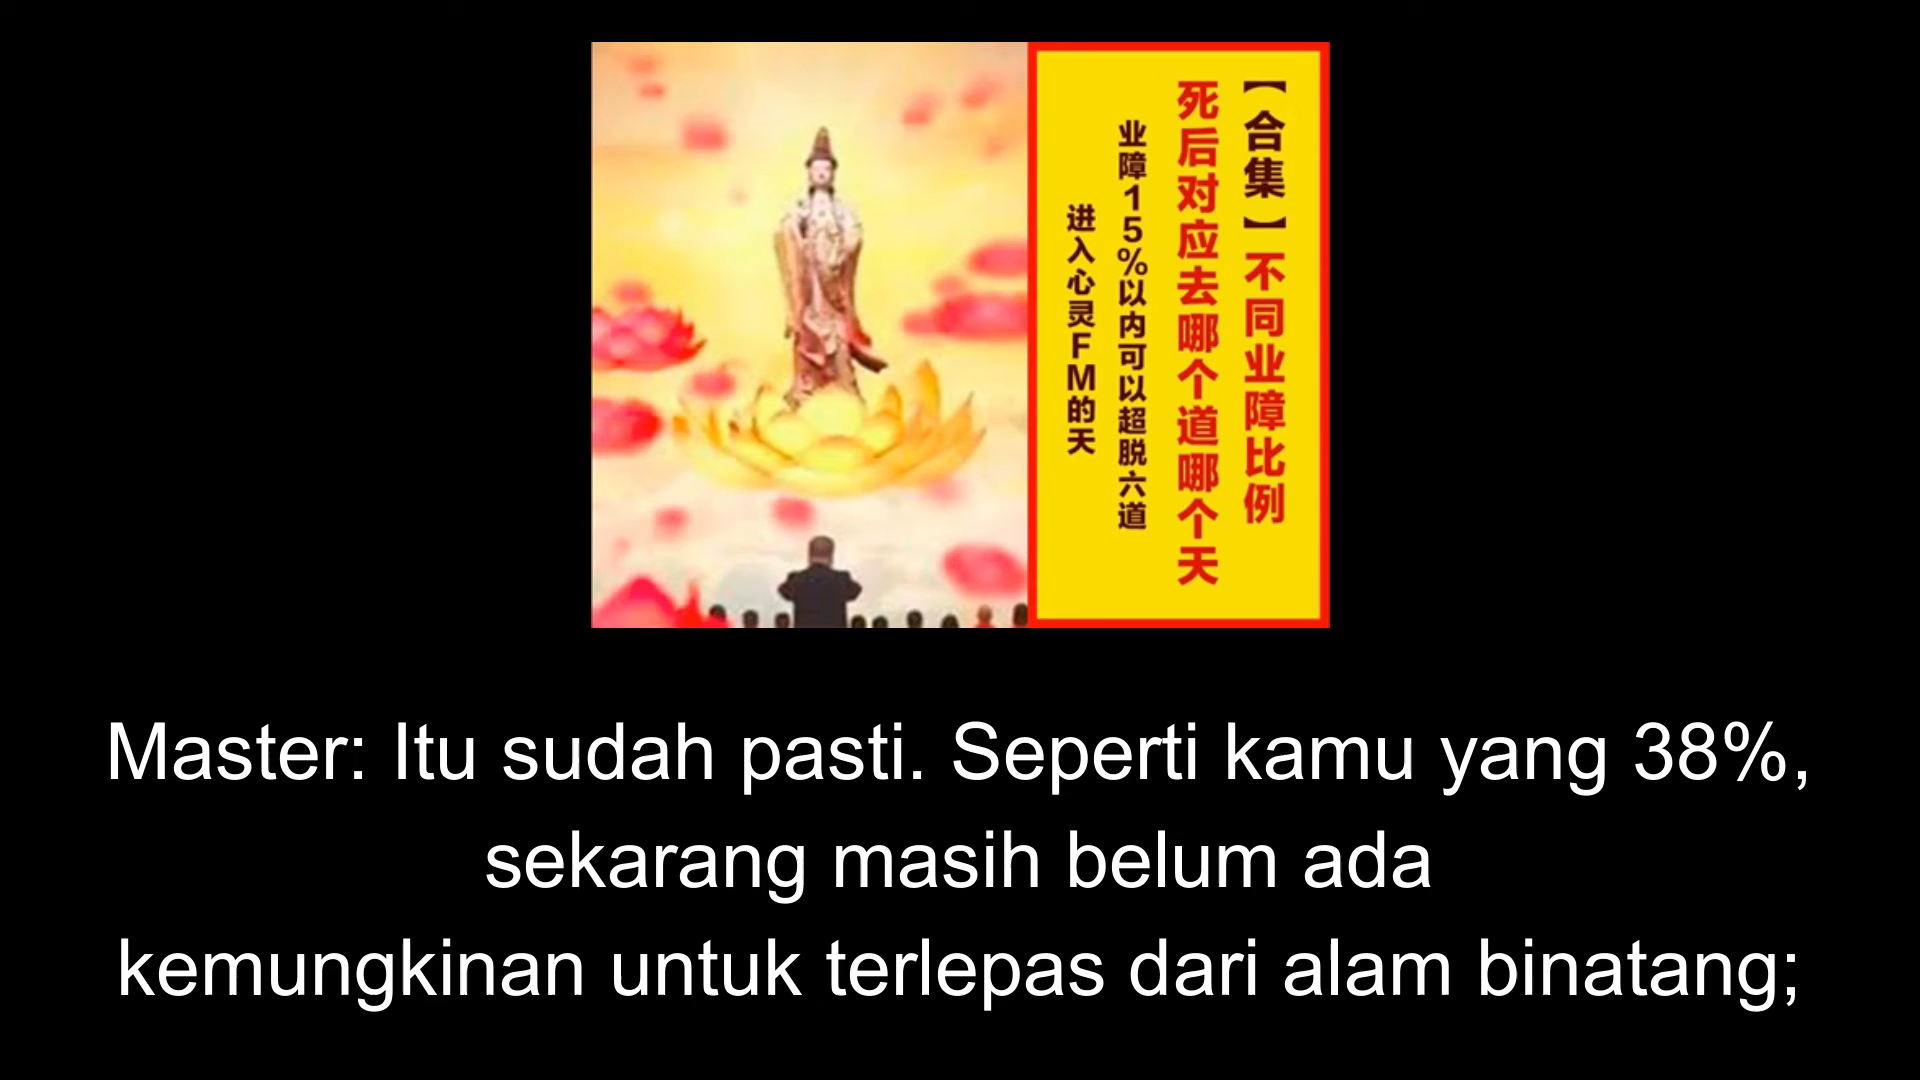 【合集】不同业障比例
死后对应去哪个道哪个天
业障15%以内可以超脱六道
进入心灵FM的天
Master: Itu sudah pasti. Seperti kamu yang 38%,
sekarang masih belum ada
kemungkinan untuk terlepas dari alam binatang;